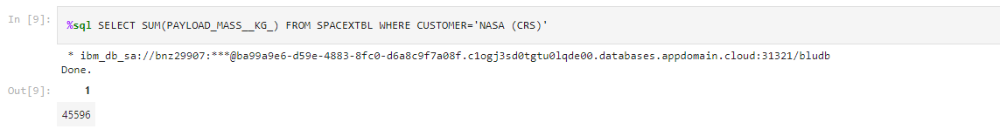 In [9]: %sql SELECT SUM(PAYLOAD_MASS__KG_) FROM SPACEXTBL WHERE CUSTOMER='NASA (CRS)'
* ibm_db_sa://bnz29907:***@ba99a9e6-d59e-4883-8fc0-d6a8c9f7a08f.c1ogj3sd0tgtu0lqde00.databases.appdomain.cloud:31321/bludb
Done.
Out[9]: 1
45596